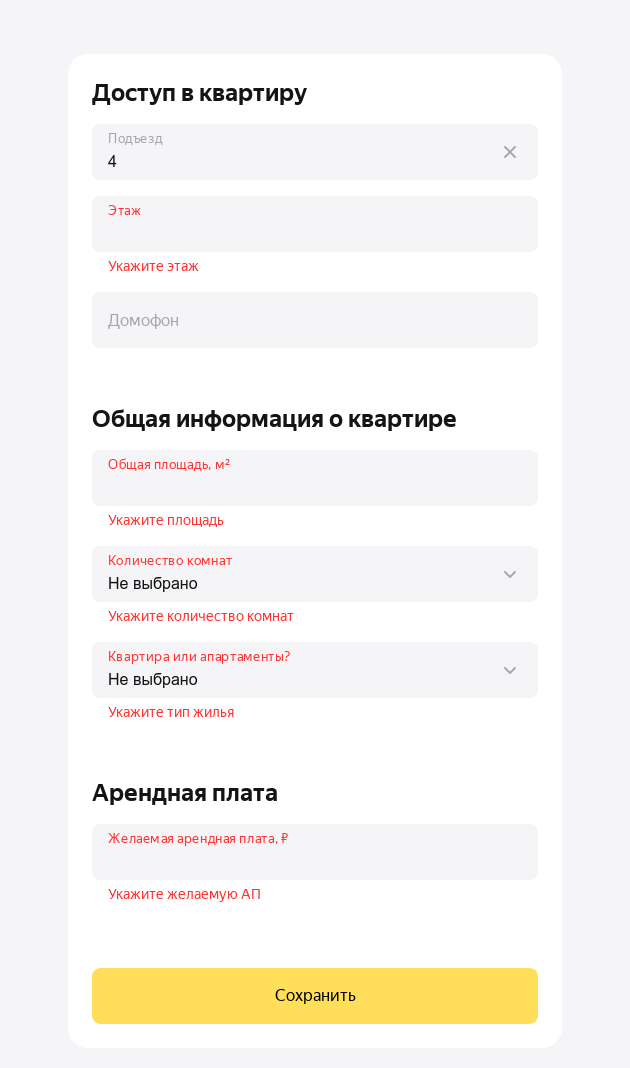 Доступ в квартиру
Подъезд
4
Этаж
Укажите этаж
Домофон
Общая информация о квартире
Общая площадь, м²
Укажите площадь
Количество комнат
Не выбрано
Укажите количество комнат
Квартира или апартаменты?
Не выбрано
Укажите тип жилья
Арендная плата
Желаемая арендная плата, ₽
Укажите желаемую АП
Сохранить